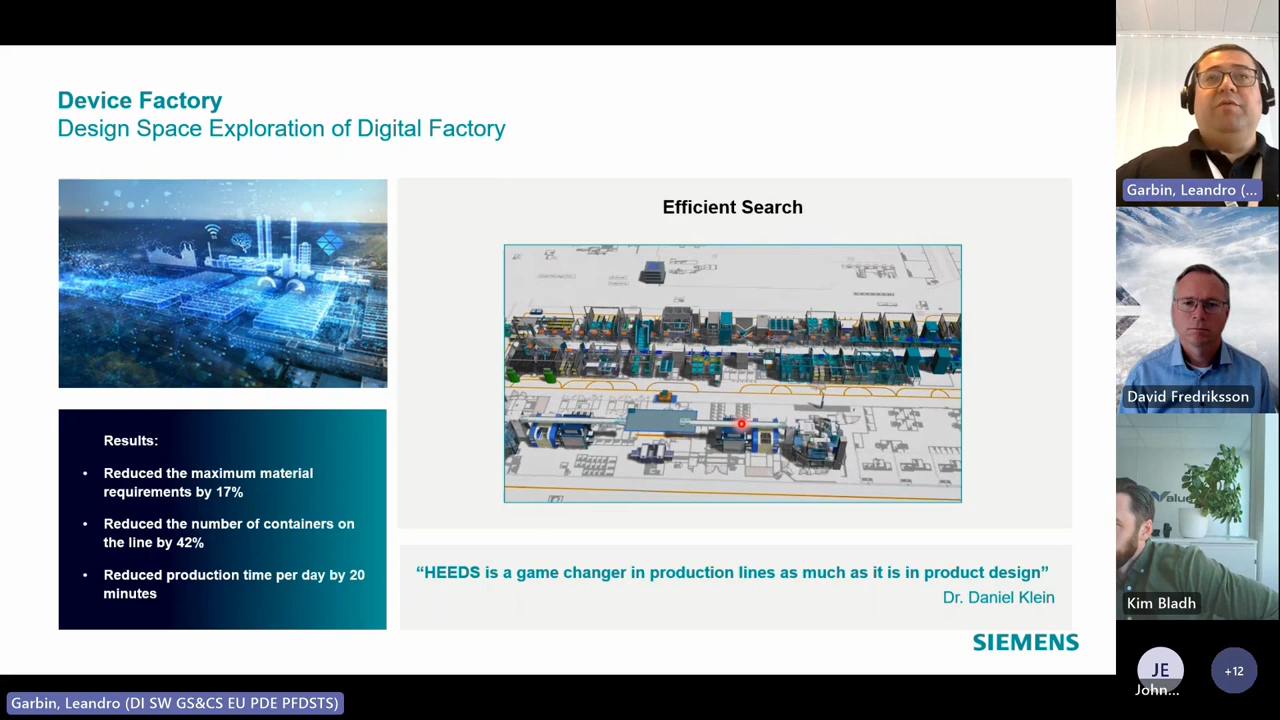 Device Factory
Design Space Exploration of Digital Factory
Efficient Search
Results:
• Reduced the maximum material
requirements by 17%
• Reduced the number of containers on
the line by 42%
• Reduced production time per day by 20
minutes
“HEEDS is a game changer in production lines as much as it is in product design”
Dr. Daniel Klein
SIEMENS
Garbin, Leandro (DI SW GS&CS EU PDE PFDSTS)
Garbin, Leandro (...
David Fredriksson
Value
Kim Bladh
JE
John...
+12